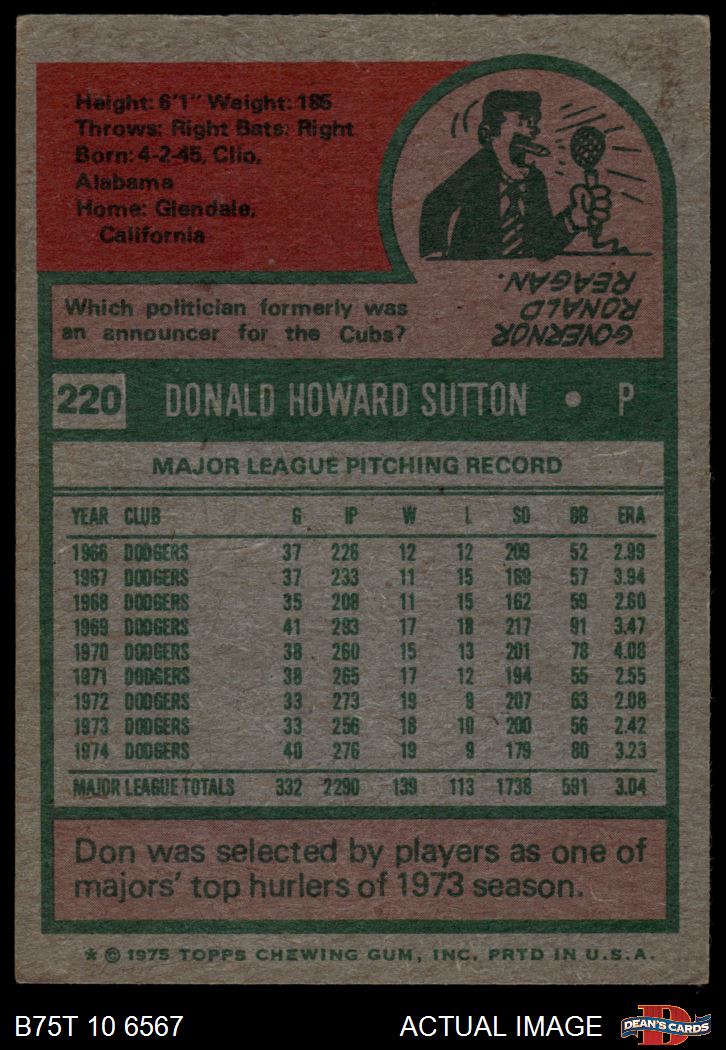 Height: 6'1" Weight: 185
Throws: Right Bats: Right
Born: 4-2-45, Clio,
Alabama
Home: Glendale,
California
Which politician formerly was
an announcer for the Cubs?
GOVERNOR
RONALD
REAGAN.
220 DONALD HOWARD SUTTON • P
MAJOR LEAGUE PITCHING RECORD
YEAR CLUB G IP W L SO BB ERA
1966 DODGERS 37 226 12 12 209 52 2.99
1967 DODGERS 37 233 11 15 169 57 3.94
1968 DODGERS 35 208 11 15 162 59 2.60
1969 DODGERS 41 293 17 18 217 91 3.47
1970 DODGERS 38 260 15 13 201 78 4.08
1971 DODGERS 38 265 17 12 194 55 2.55
1972 DODGERS 33 273 19 9 207 63 2.08
1973 DODGERS 33 256 18 10 200 56 2.42
1974 DODGERS 40 276 19 9 179 80 3.23
MAJOR LEAGUE TOTALS 332 2290 139 113 1738 591 3.04
Don was selected by players as one of
majors' top hurlers of 1973 season.
* © 1975 TOPPS CHEWING GUM, INC. PRTD IN U.S.A.
B75T 10 6567 ACTUAL IMAGE
D
DEAN'S CARDS